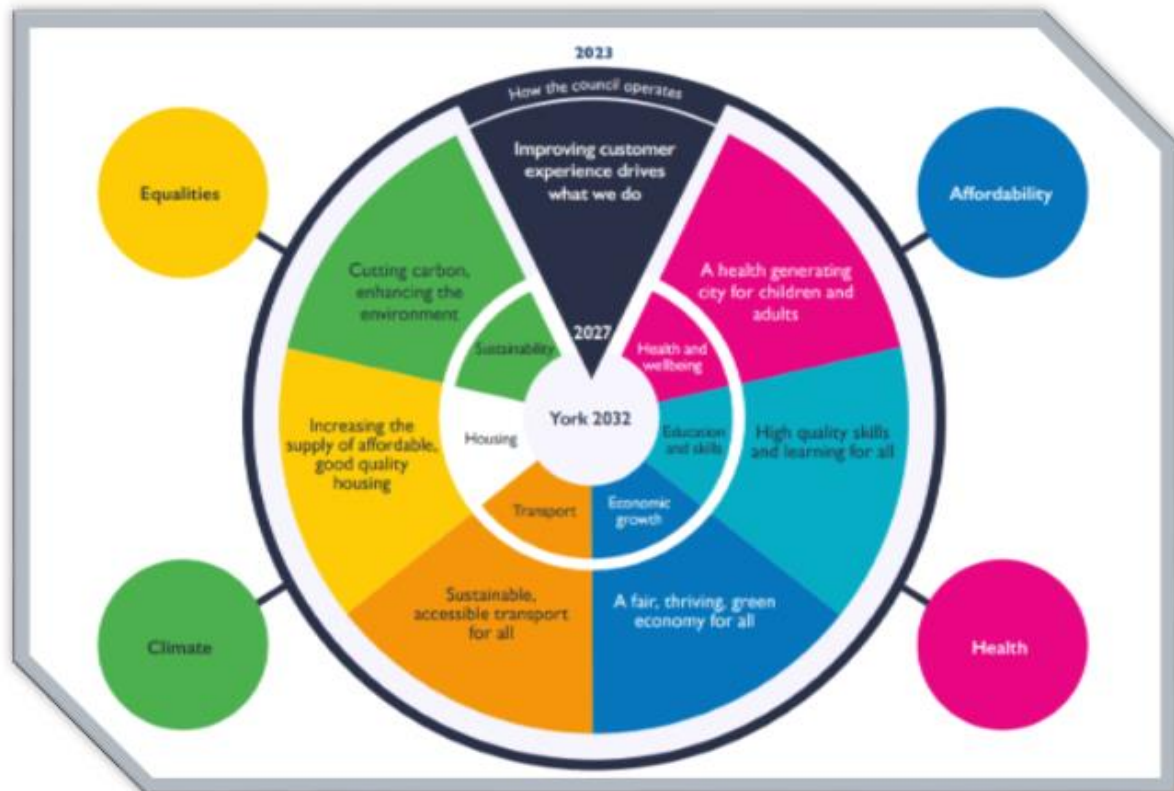 2023
How the council operates
Improving customer
experience drives
what we do
2027
York 2032
Equalities
Affordability
Climate
Health
Cutting carbon,
enhancing the
environment
Sustainability
A health generating
city for children and
adults
Health and
wellbeing
Increasing the
supply of affordable,
good quality
housing
Housing
Education
and skills
High quality skills
and learning for all
Transport
Economic
growth
Sustainable,
accessible transport
for all
A fair, thriving, green
economy for all